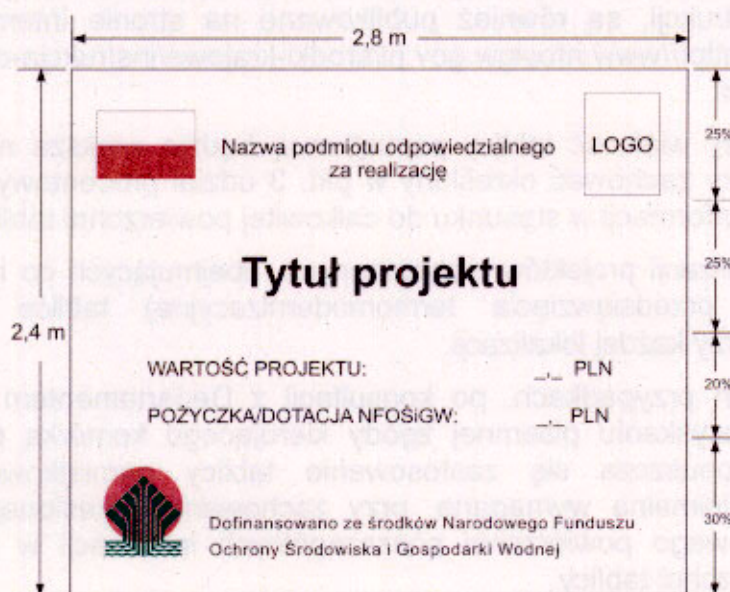 2,8 m
Nazwa podmiotu odpowiedzialnego
za realizację
LOGO
25%
Tytuł projektu
25%
2,4 m
WARTOŚĆ PROJEKTU: _._ PLN
20%
POŻYCZKA/DOTACJA NFOŚiGW: _._ PLN
Dofinansowano ze środków Narodowego Funduszu
Ochrony Środowiska i Gospodarki Wodnej
30%